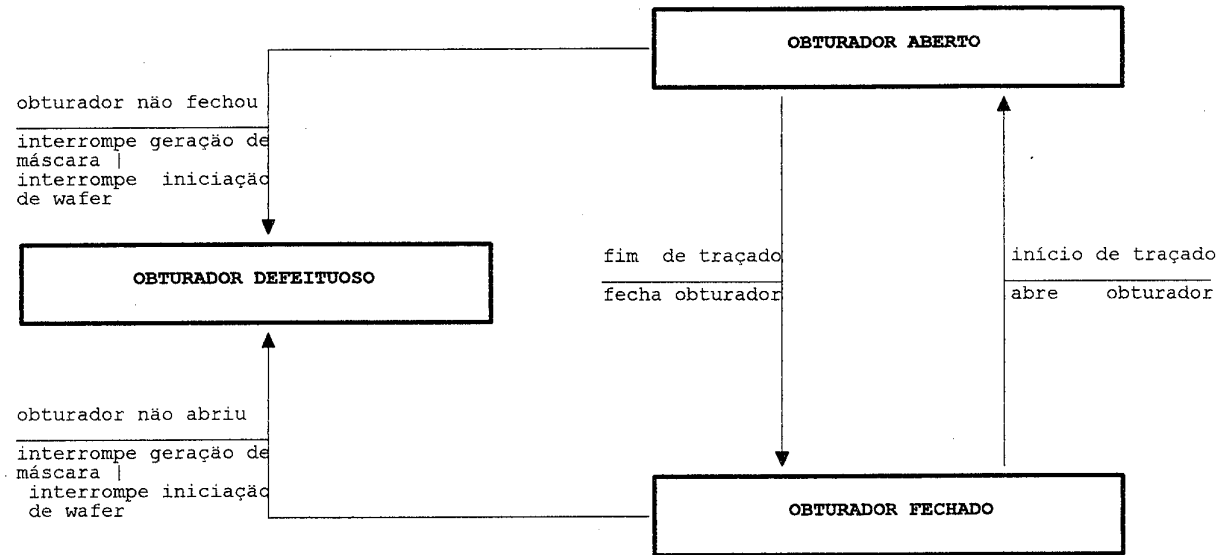 OBTURADOR ABERTO
obturador não fechou
interrompe geração de
máscara |
interrompe iniciação
de wafer
OBTURADOR DEFEITUOSO
fim de traçado
fecha obturador
início de traçado
abre obturador
obturador não abriu
interrompe geração de
máscara |
interrompe iniciação
de wafer
OBTURADOR FECHADO